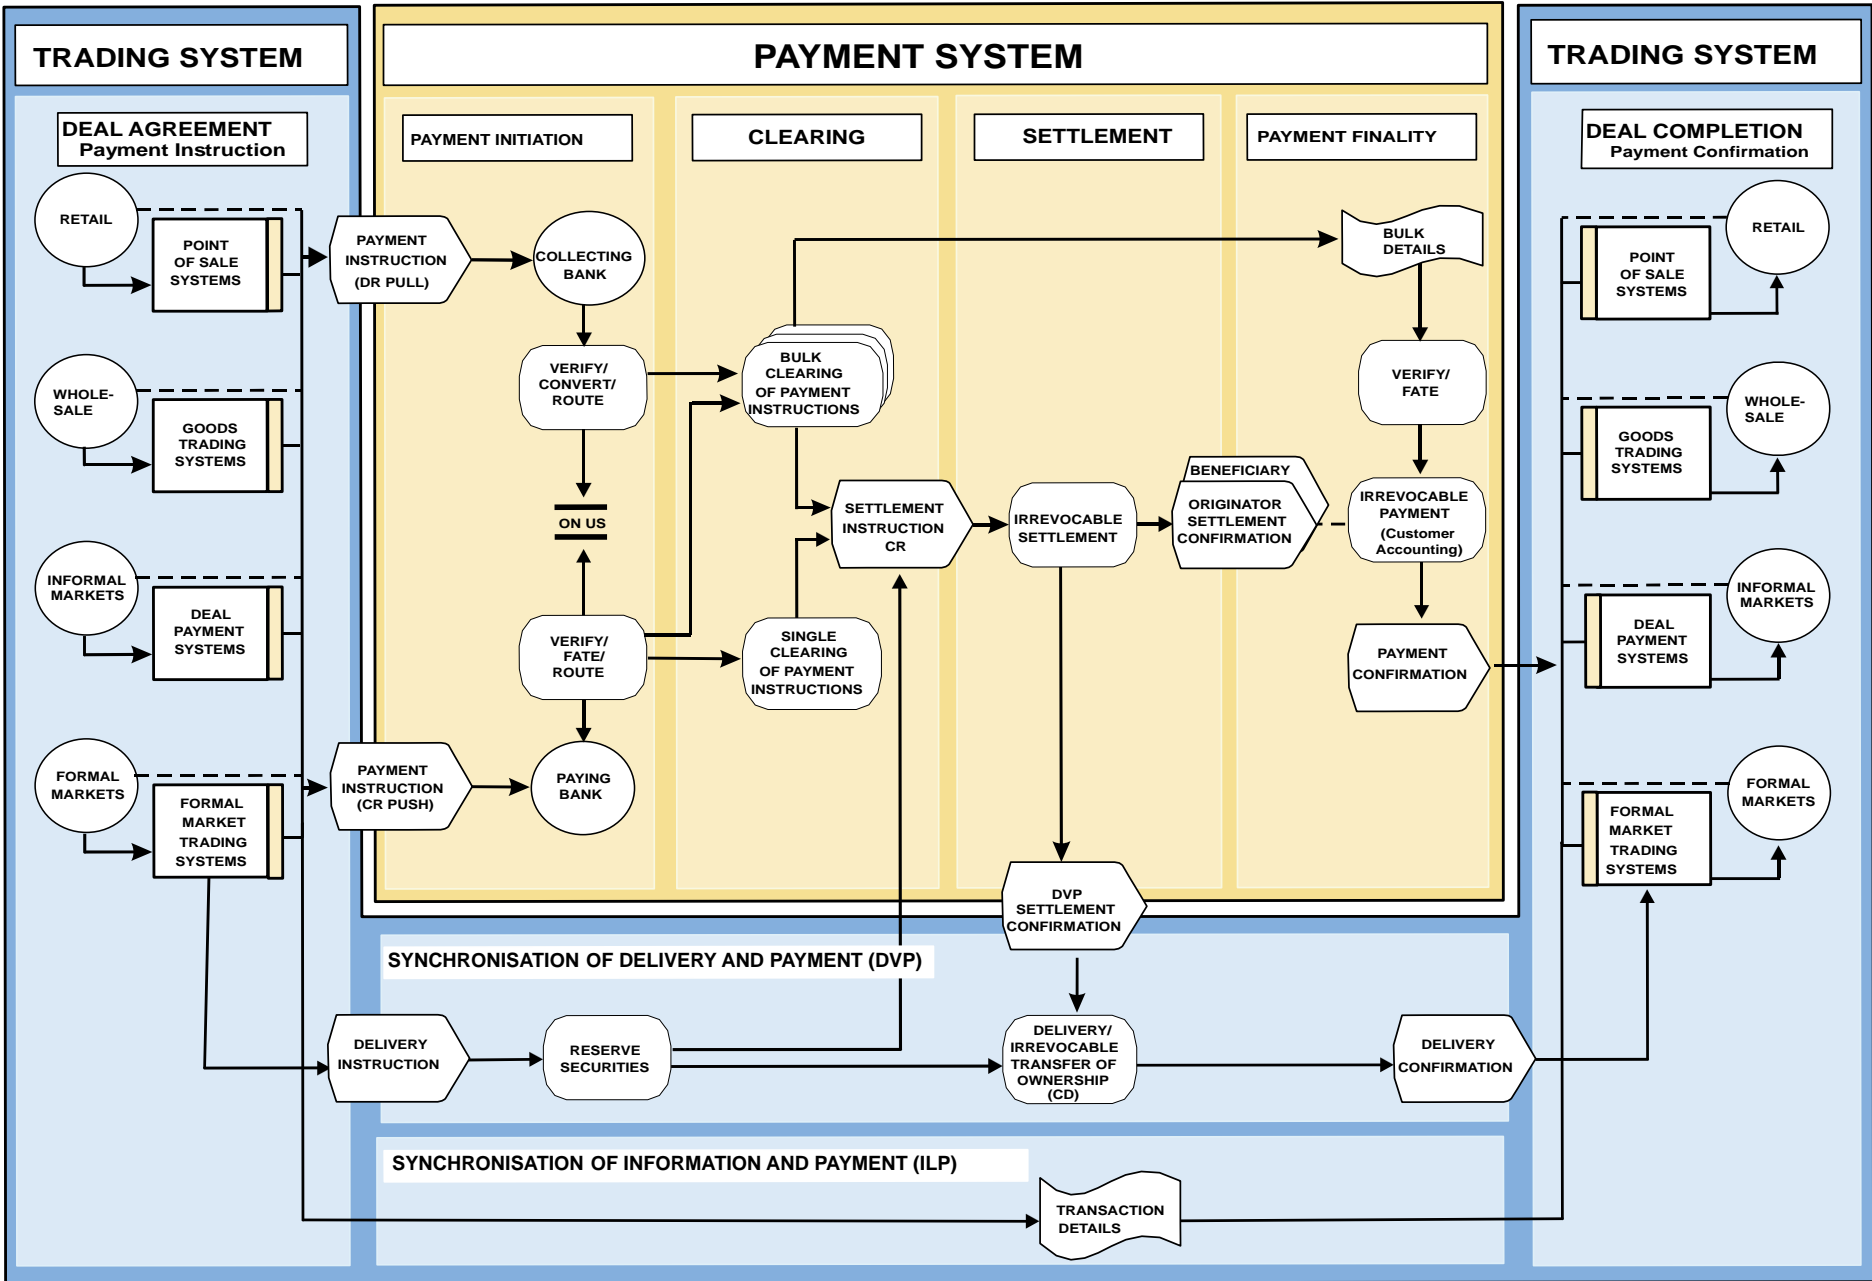 TRADING SYSTEM
PAYMENT SYSTEM
TRADING SYSTEM
DEAL AGREEMENT
Payment Instruction
PAYMENT INITIATION
CLEARING
SETTLEMENT
PAYMENT FINALITY
DEAL COMPLETION
Payment Confirmation
RETAIL
POINT
OF SALE
SYSTEMS
WHOLE-
SALE
GOODS
TRADING
SYSTEMS
INFORMAL
MARKETS
DEAL
PAYMENT
SYSTEMS
FORMAL
MARKETS
FORMAL
MARKET
TRADING
SYSTEMS
PAYMENT
INSTRUCTION
(DR PULL)
PAYMENT
INSTRUCTION
(CR PUSH)
COLLECTING
BANK
VERIFY/
CONVERT/
ROUTE
ON US
VERIFY/
FATE/
ROUTE
PAYING
BANK
BULK
CLEARING
OF PAYMENT
INSTRUCTIONS
SINGLE
CLEARING
OF PAYMENT
INSTRUCTIONS
SETTLEMENT
INSTRUCTION
CR
IRREVOCABLE
SETTLEMENT
BENEFICIARY
ORIGINATOR
SETTLEMENT
CONFIRMATION
BULK
DETAILS
VERIFY/
FATE
IRREVOCABLE
PAYMENT
(Customer
Accounting)
PAYMENT
CONFIRMATION
RETAIL
POINT
OF SALE
SYSTEMS
WHOLE-
SALE
GOODS
TRADING
SYSTEMS
INFORMAL
MARKETS
DEAL
PAYMENT
SYSTEMS
FORMAL
MARKETS
FORMAL
MARKET
TRADING
SYSTEMS
DVP
SETTLEMENT
CONFIRMATION
SYNCHRONISATION OF DELIVERY AND PAYMENT (DVP)
DELIVERY
INSTRUCTION
RESERVE
SECURITIES
DELIVERY/
IRREVOCABLE
TRANSFER OF
OWNERSHIP
(CD)
DELIVERY
CONFIRMATION
SYNCHRONISATION OF INFORMATION AND PAYMENT (ILP)
TRANSACTION
DETAILS